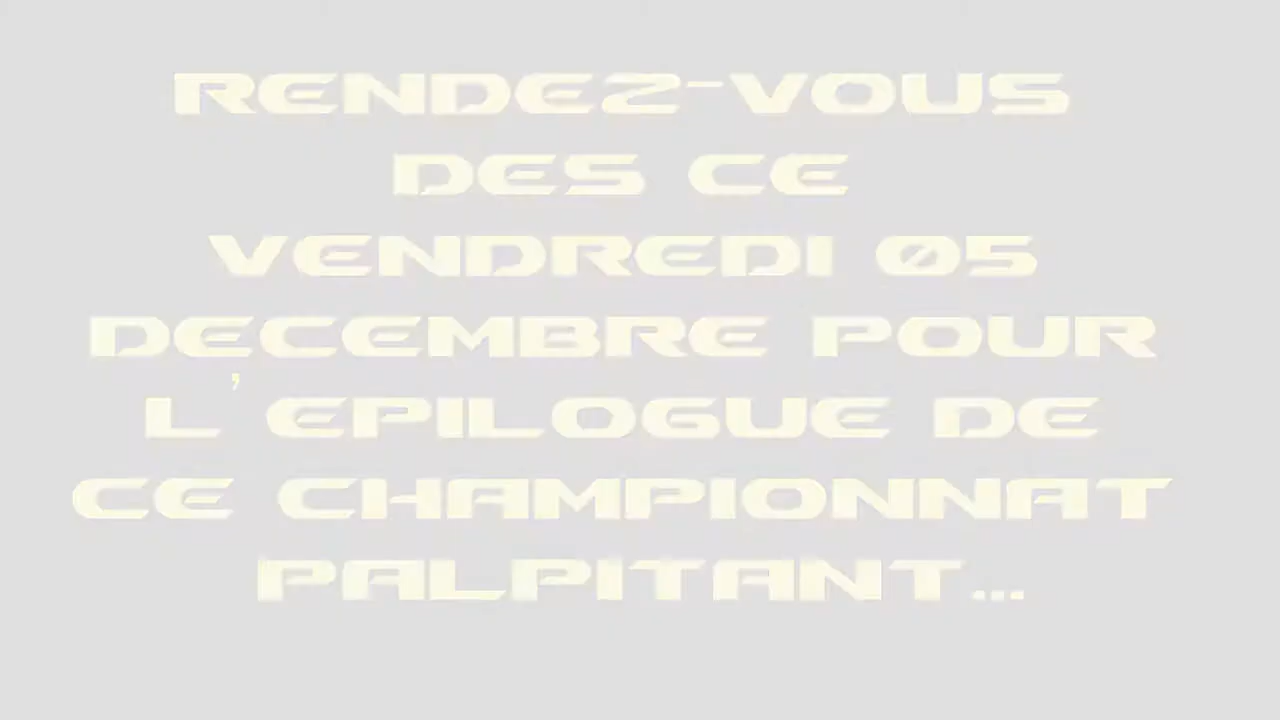 RENDEZ-VOUS
DES CE
VENDREDI 05
DECEMBRE POUR
L'EPILOGUE DE
CE CHAMPIONNAT
PALPITANT...